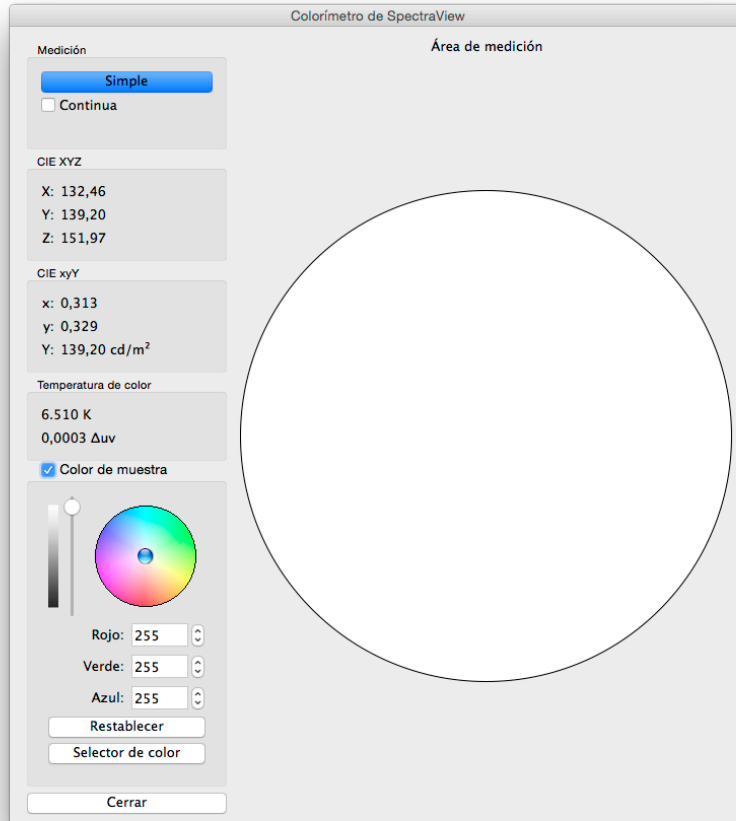 Colorímetro de SpectraView
Medición
Simple
Continua
CIE XYZ
X: 132,46
Y: 139,20
Z: 151,97
CIE xyY
x: 0,313
y: 0,329
Y: 139,20 cd/m²
Temperatura de color
6.510 K
0,0003 Δuv
Color de muestra
Rojo: 255
Verde: 255
Azul: 255
Restablecer
Selector de color
Cerrar
Área de medición